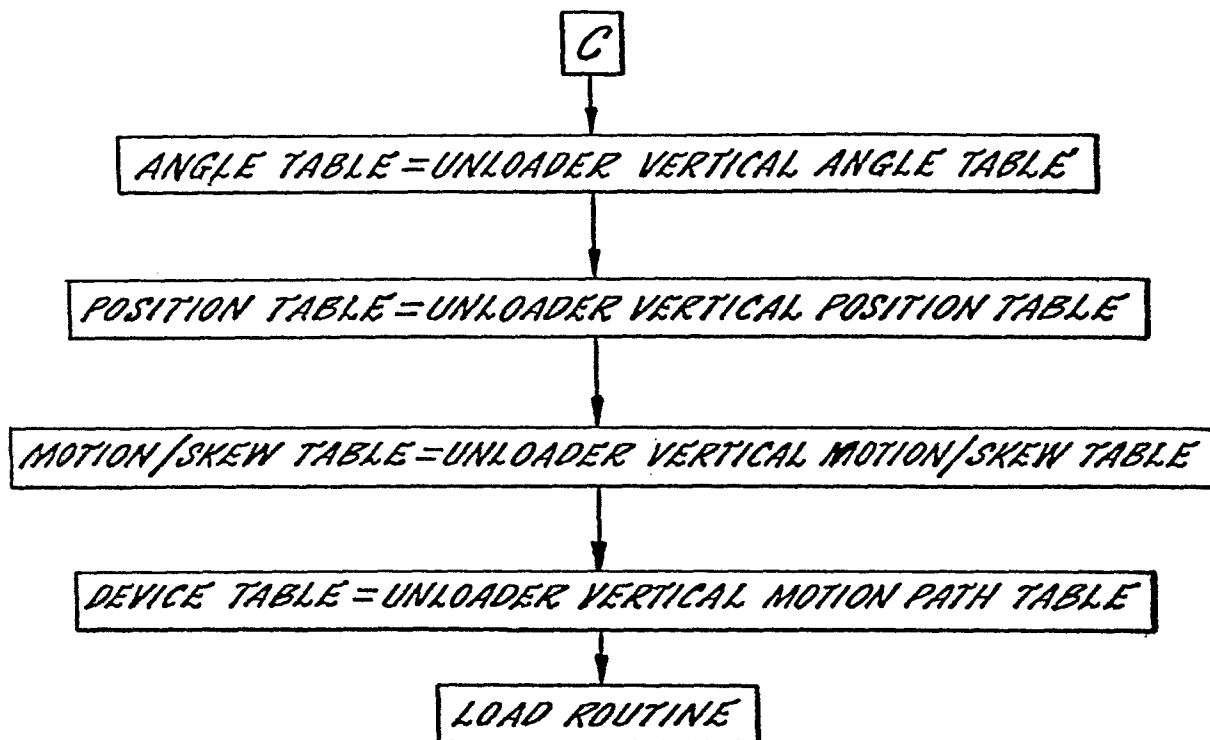 C
ANGLE TABLE=UNLOADER VERTICAL ANGLE TABLE
POSITION TABLE=UNLOADER VERTICAL POSITION TABLE
MOTION/SKEW TABLE=UNLOADER VERTICAL MOTION/SKEW TABLE
DEVICE TABLE=UNLOADER VERTICAL MOTION PATH TABLE
LOAD ROUTINE